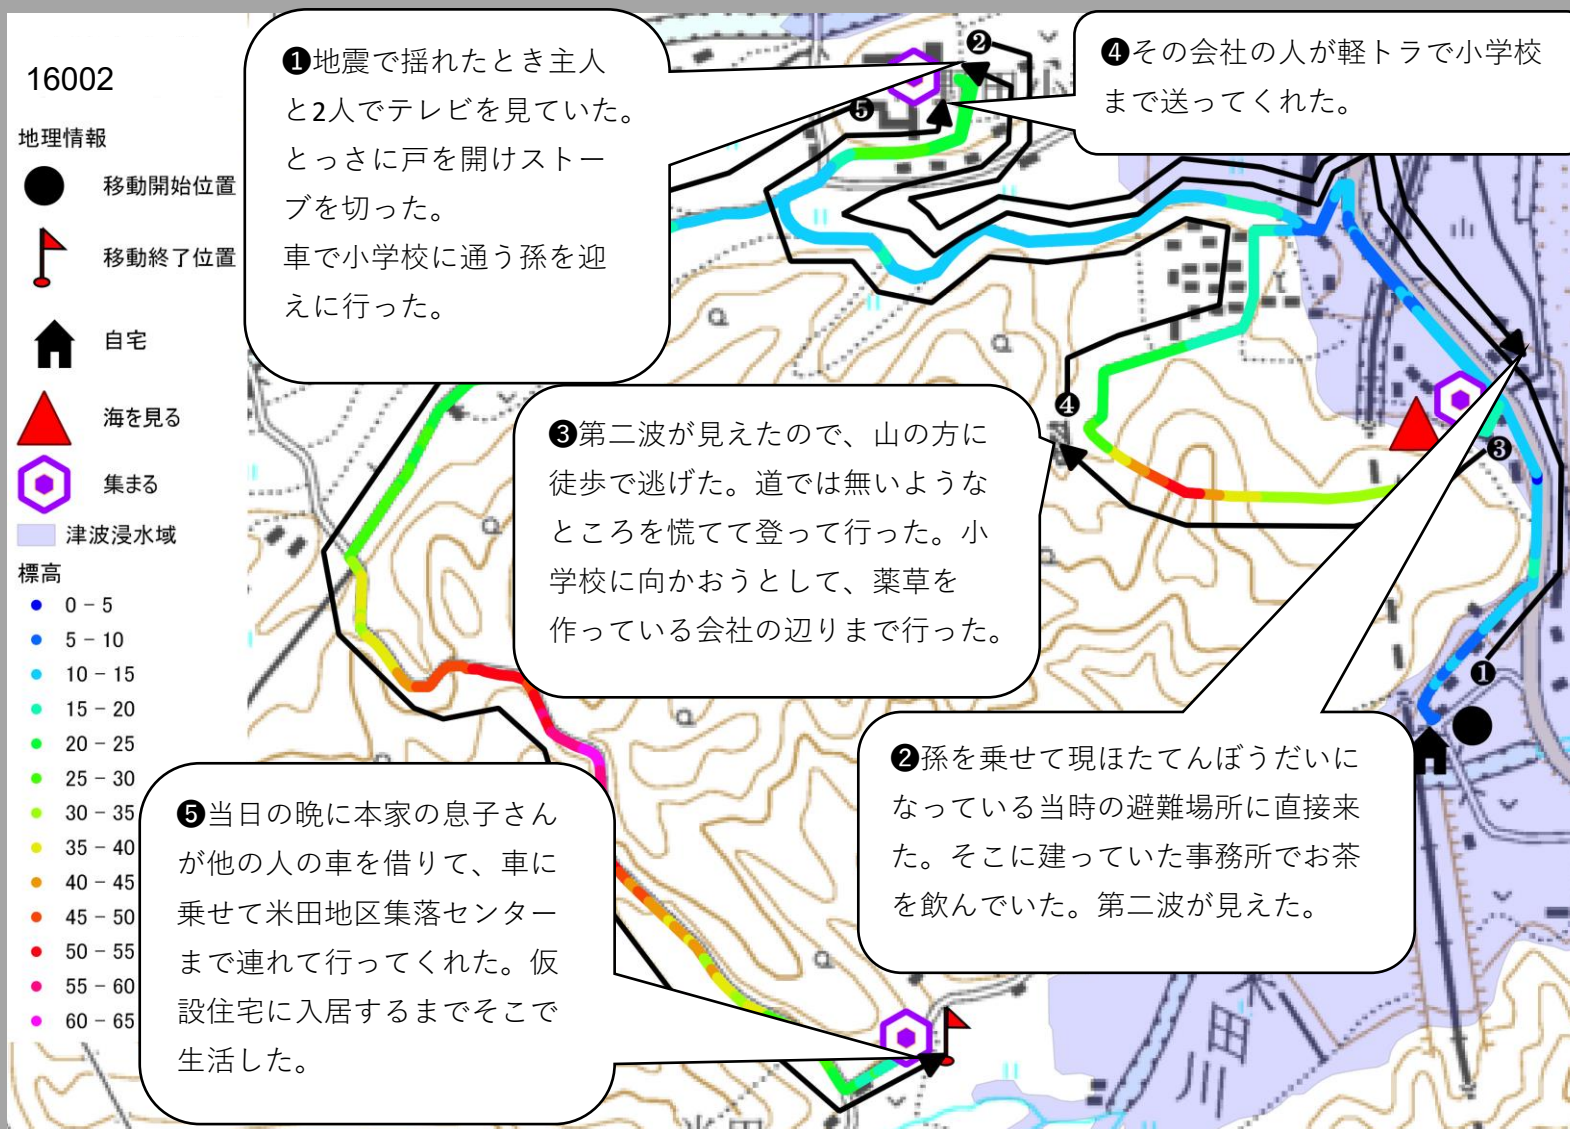 16002
地理情報
移動開始位置
移動終了位置
自宅
海を見る
集まる
津波浸水域
標高
0 – 5
5 – 10
10 – 15
15 – 20
20 – 25
25 – 30
30 – 35
35 – 40
40 – 45
45 – 50
50 – 55
55 – 60
60 – 65
❶地震で揺れたとき主人
と2人でテレビを見ていた。
とっさに戸を開けストー
ブを切った。
車で小学校に通う孫を迎
えに行った。
❷
❺
❹その会社の人が軽トラで小学校
まで送ってくれた。
❸第二波が見えたので、山の方に
徒歩で逃げた。道では無いような
ところを慌てて登って行った。小
学校に向かおうとして、薬草を
作っている会社の辺りまで行った。
❹
❸
❶
❷孫を乗せて現ほたてんぼうだいに
なっている当時の避難場所に直接来
た。そこに建っていた事務所でお茶
を飲んでいた。第二波が見えた。
❺当日の晩に本家の息子さん
が他の人の車を借りて、車に
乗せて米田地区集落センター
まで連れて行ってくれた。仮
設住宅に入居するまでそこで
生活した。
米田川
米田